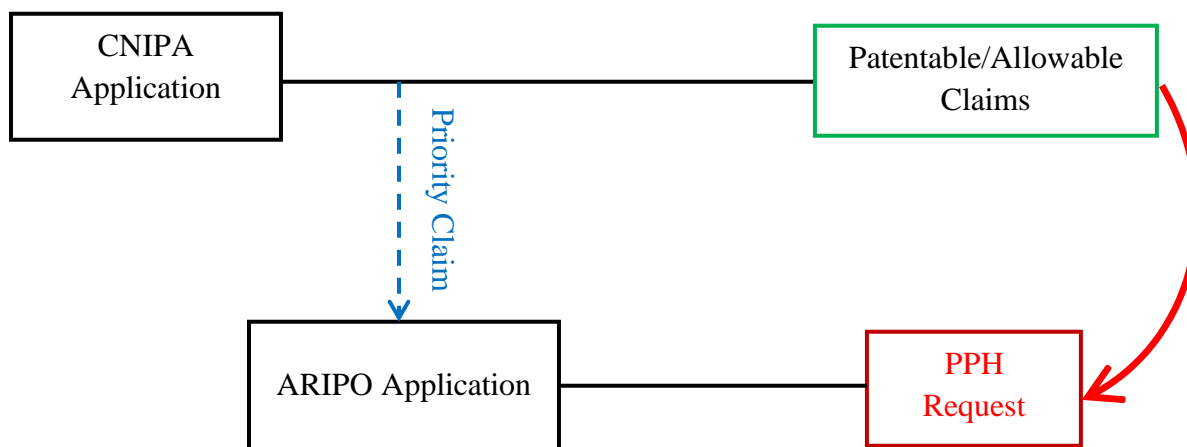 CNIPA
Application
Patentable/Allowable
Claims
Priority Claim
ARIPO Application
PPH
Request